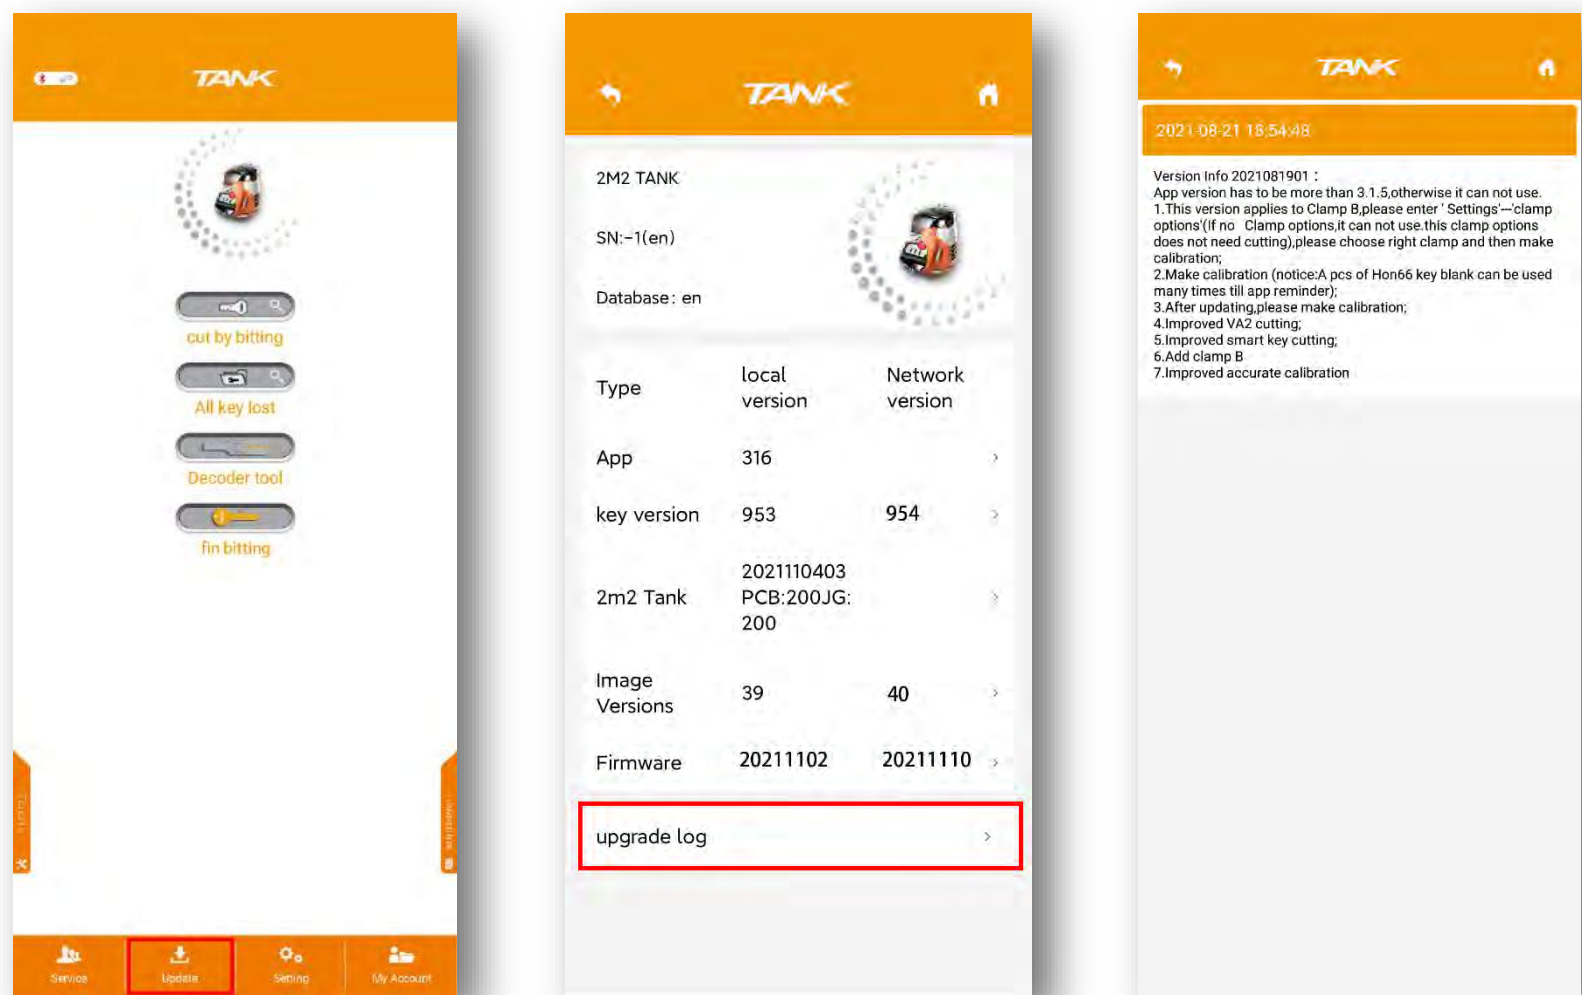 TANK
cut by bitting
All key lost
Decoder tool
fin bitting
Service
Update
Setting
My Account
TANK
2M2 TANK
SN:-1(en)
Database: en
Type local version Network version
App 316
key version 953 954
2m2 Tank 2021110403 PCB:200JG: 200
Image Versions 39 40
Firmware 20211102 20211110
upgrade log
TANK
2021-08-21 18:54:48
Version Info 2021081901：
App version has to be more than 3.1.5,otherwise it can not use.
1.This version applies to Clamp B,please enter ' Settings'---'clamp
options'(If no Clamp options,it can not use.this clamp options
does not need cutting),please choose right clamp and then make
calibration;
2.Make calibration (notice:A pcs of Hon66 key blank can be used
many times till app reminder);
3.After updating,please make calibration;
4.Improved VA2 cutting;
5.Improved smart key cutting;
6.Add clamp B
7.Improved accurate calibration